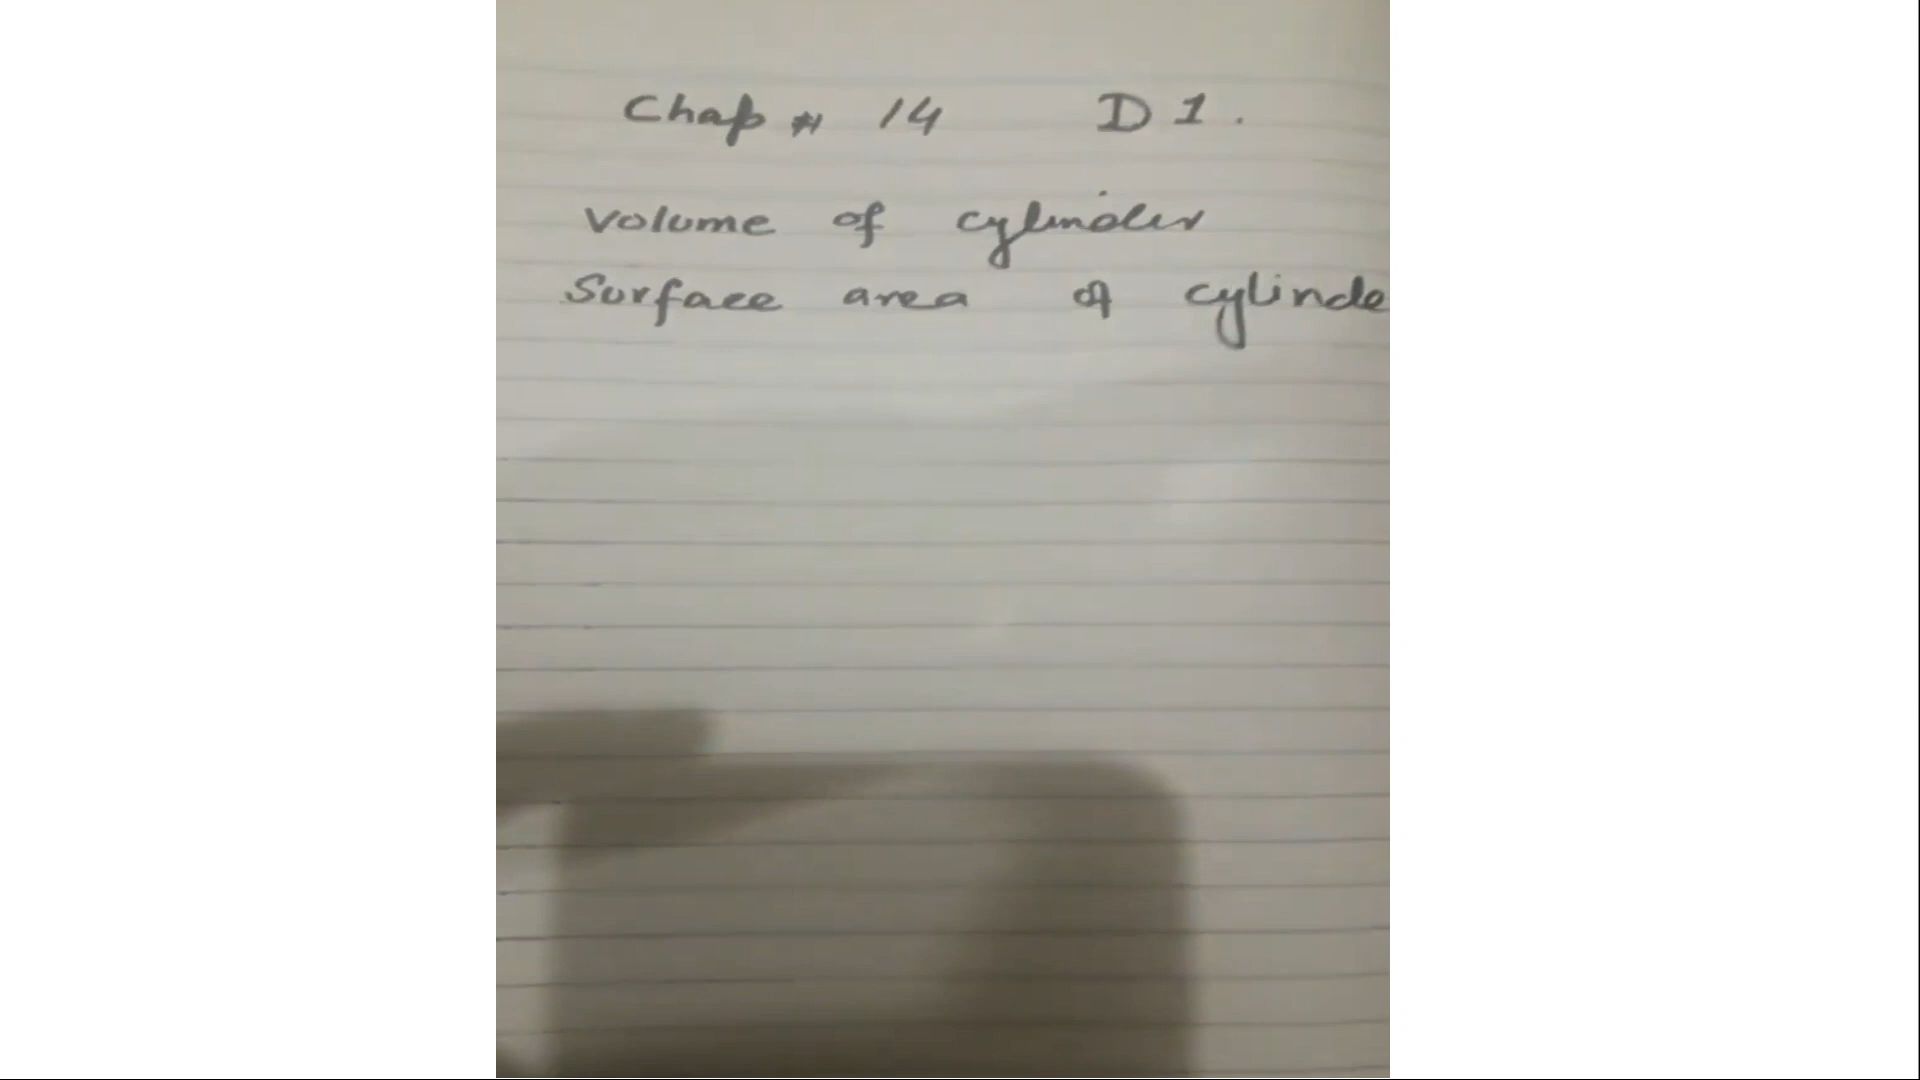 Chap # 14 D 1.
Volume of cylinder
Surface area of cylinde